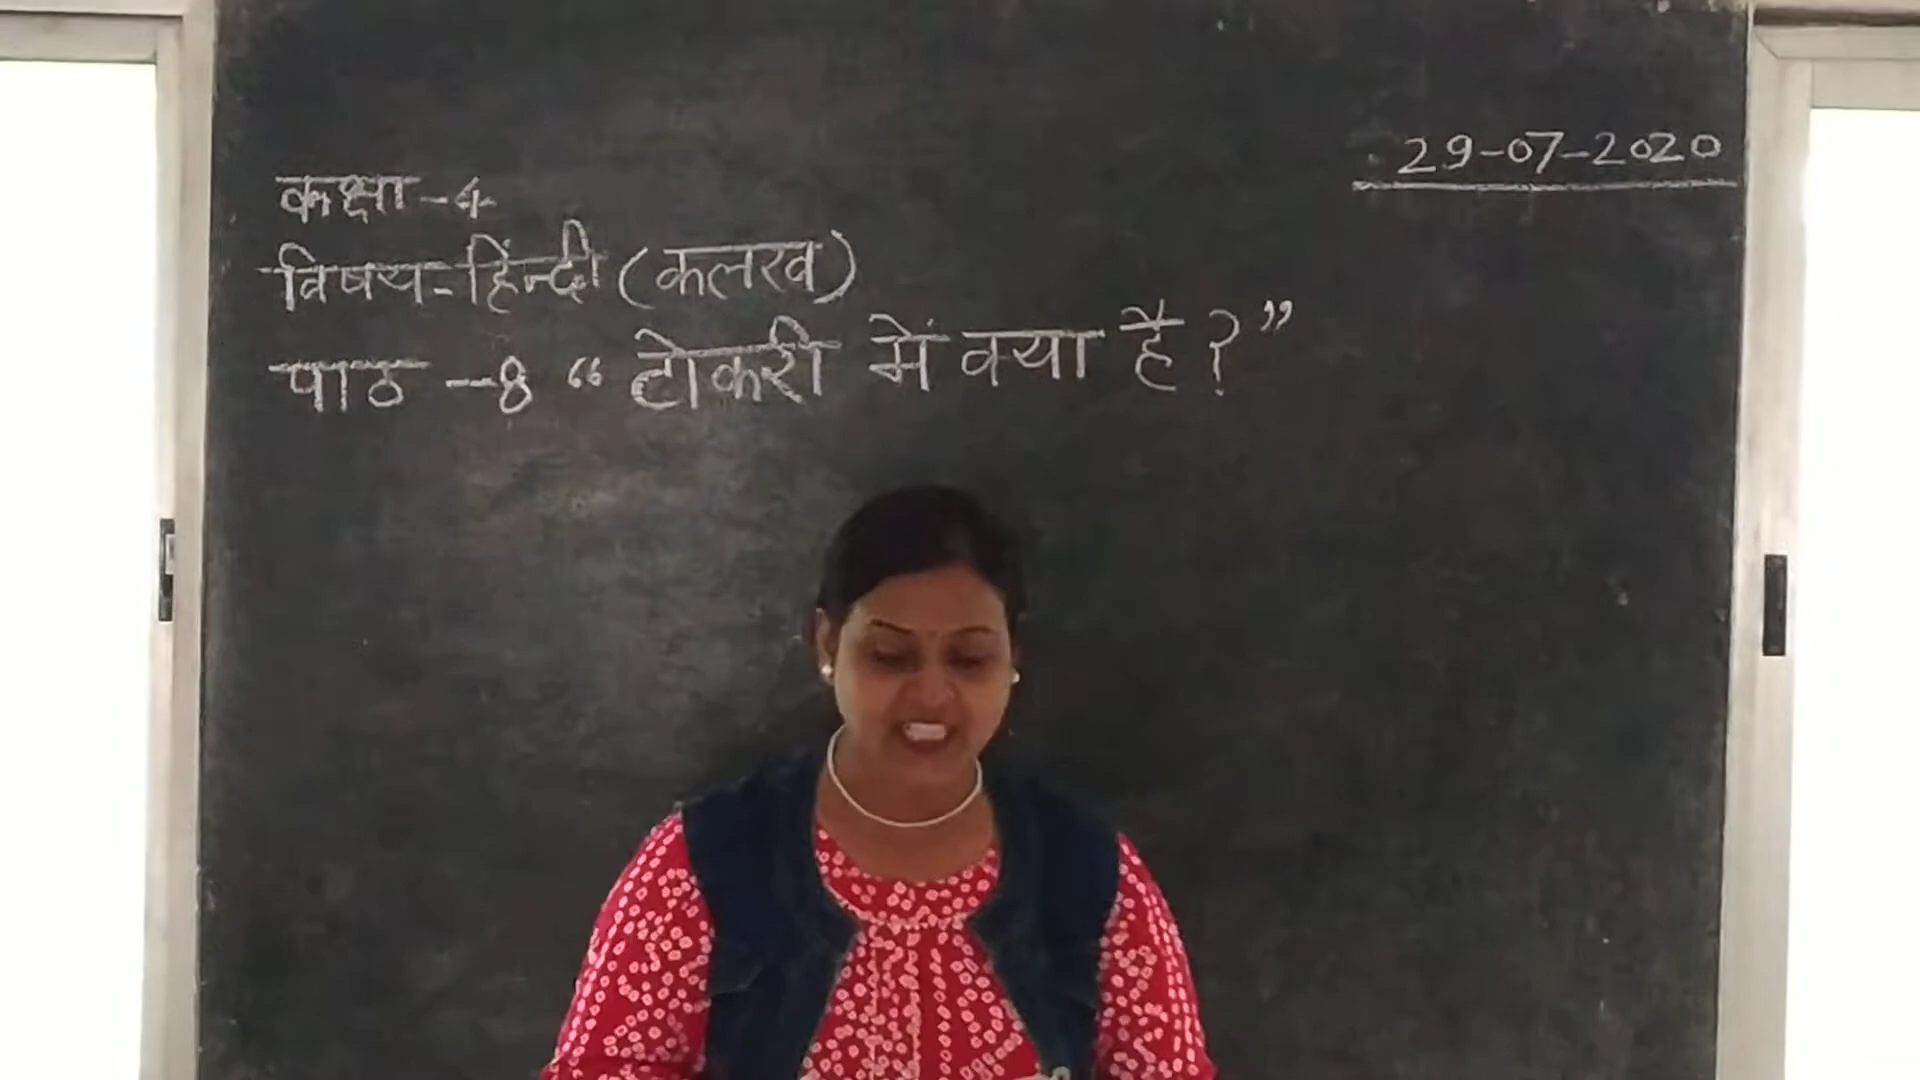 29-07-2020
कक्षा-4
विषय-हिन्दी (कलरव)
पाठ -8 “टोकरी में क्या है?”